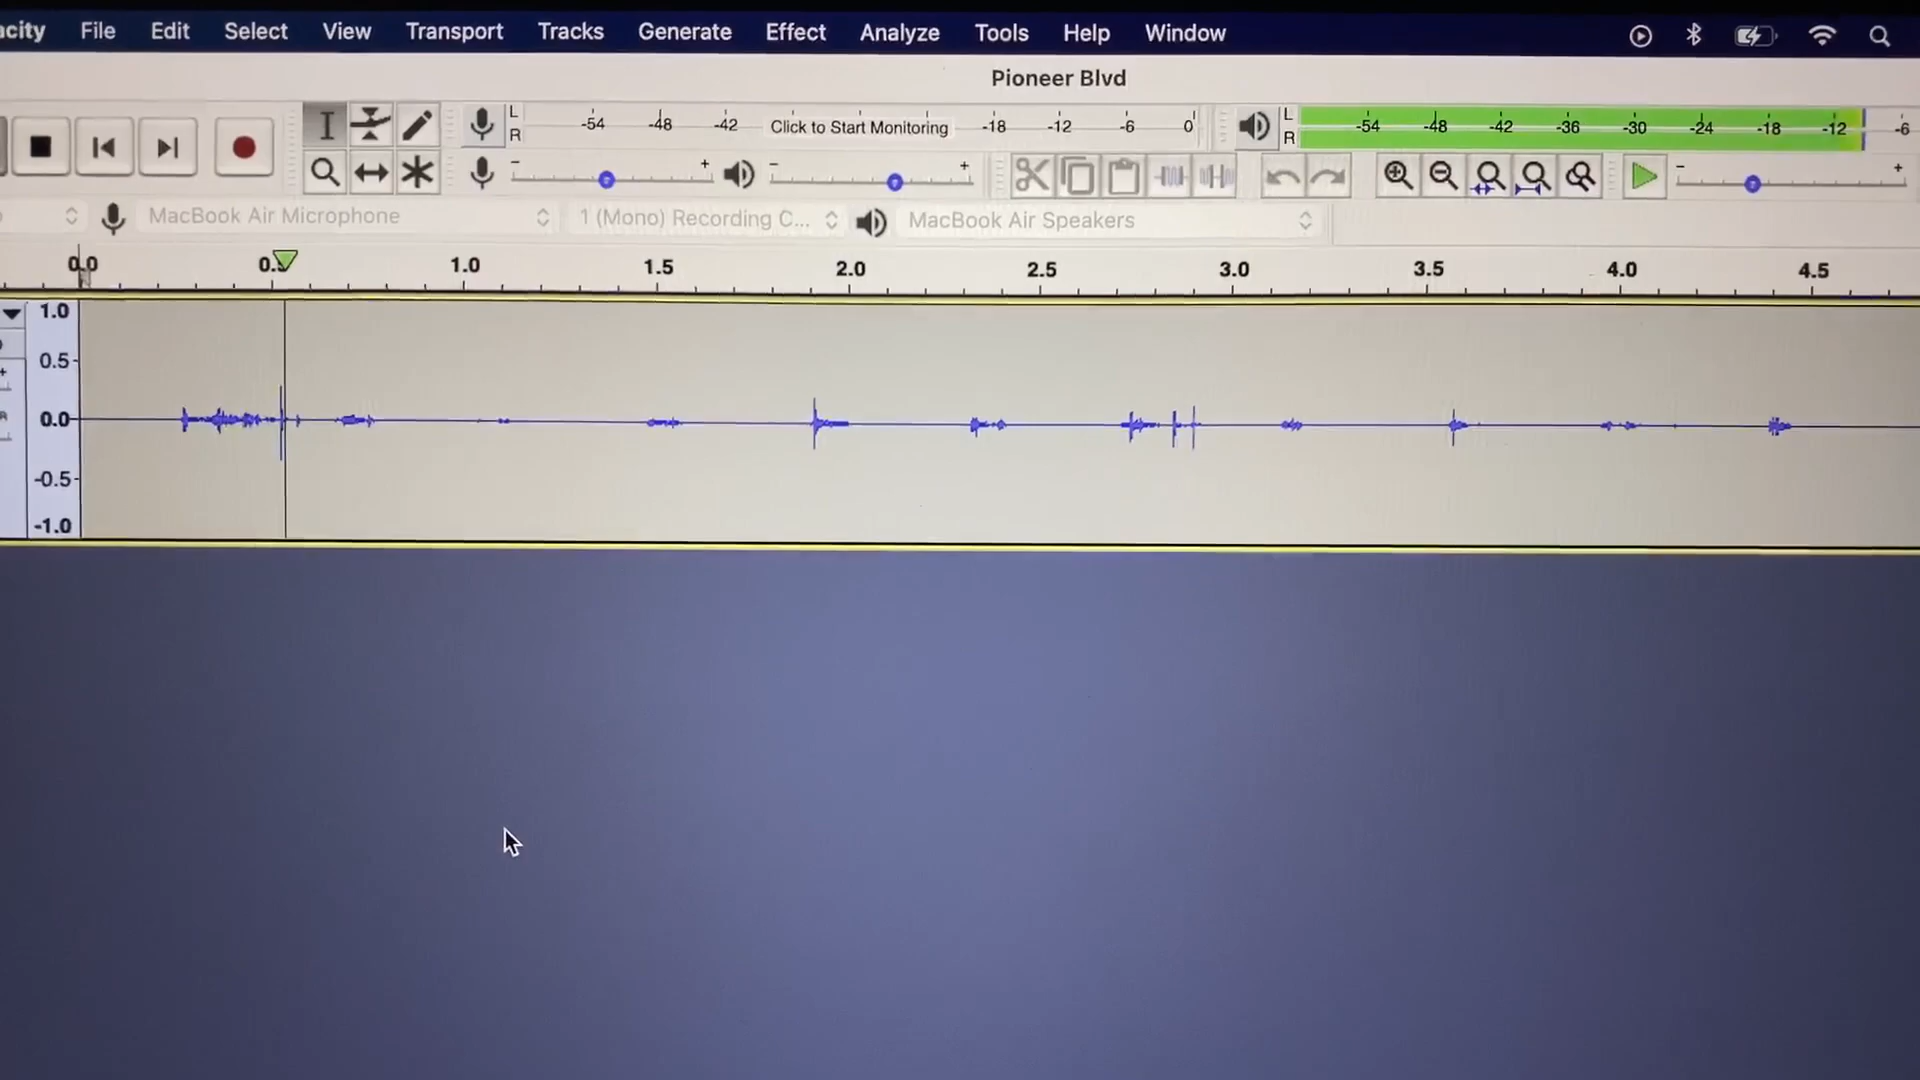 acity File Edit Select View Transport Tracks Generate Effect Analyze Tools Help Window
Pioneer Blvd
L R -54 -48 -42 Click to Start Monitoring -18 -12 -6 0 L R -54 -48 -42 -36 -30 -24 -18 -12 -6
- + - + - +
MacBook Air Microphone 1 (Mono) Recording C... MacBook Air Speakers
0.0 1.0 1.5 2.0 2.5 3.0 3.5 4.0 4.5
1.0
0.5
0.0
-0.5
-1.0